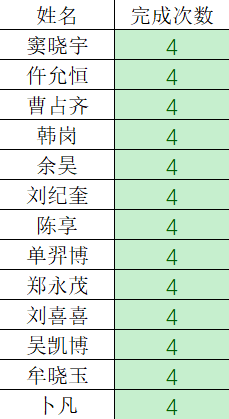 姓名 完成次数
窦晓宇 4
仵允恒 4
曹占齐 4
韩岗 4
余昊 4
刘纪奎 4
陈享 4
单羿博 4
郑永茂 4
刘喜喜 4
吴凯博 4
牟晓玉 4
卜凡 4